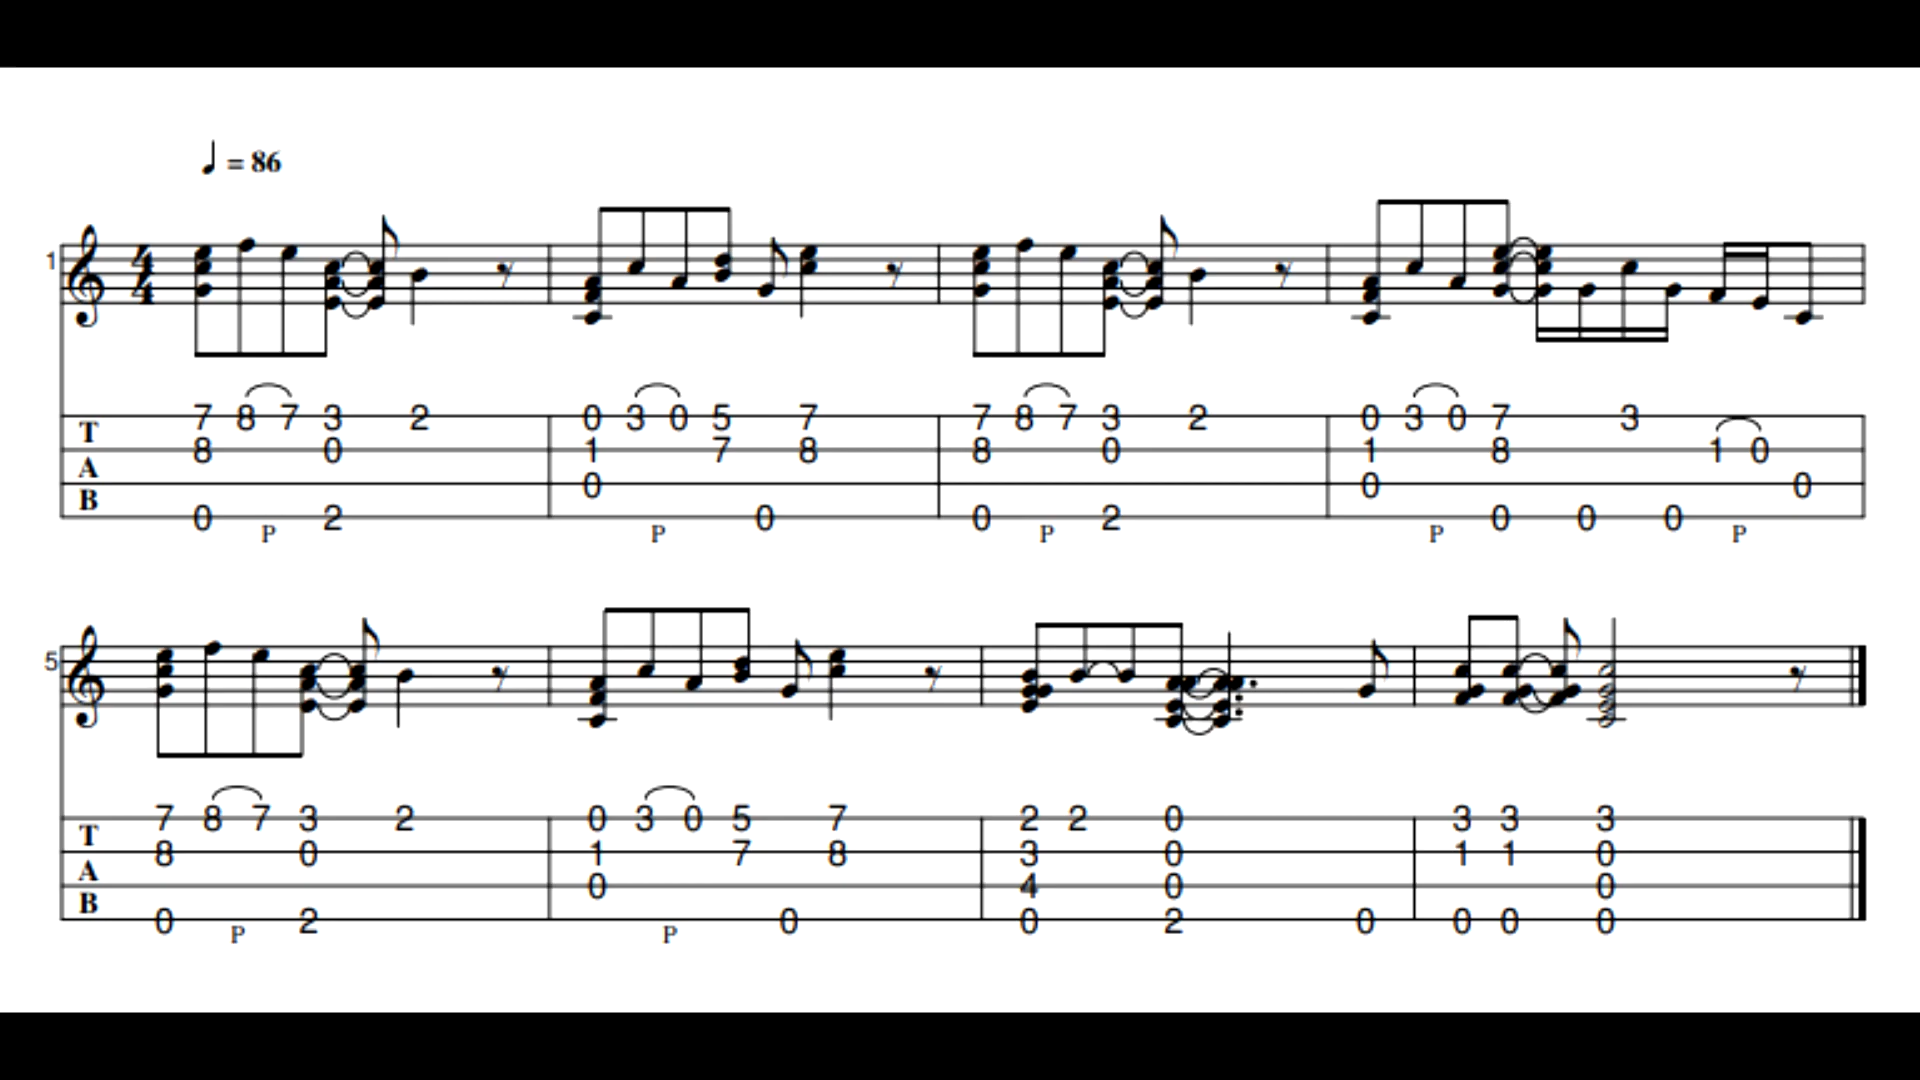 = 86
1
4
4
T 7 8 7 3 2 0 3 0 5 7 7 8 7 3 2 0 3 0 7 3
A 8 0 1 7 8 8 0 1 8 1 0
B 0 0 0
0 2 0 0 2 0 0 0
P P P P P
5
T 7 8 7 3 2 0 3 0 5 7 2 2 0 3 3 3
A 8 0 1 7 8 3 0 1 1 0
B 0 4 0 0
0 2 0 0 2 0 0 0 0
P P